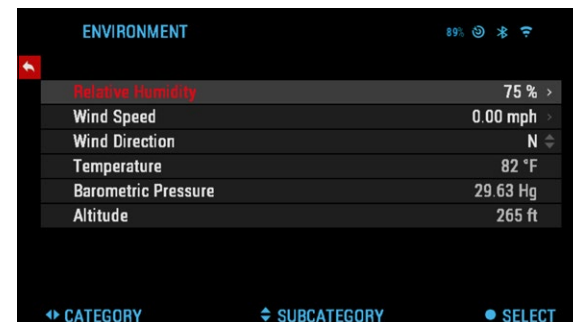 ENVIRONMENT 89%
Relative Humidity 75 % >
Wind Speed 0.00 mph >
Wind Direction N
Temperature 82 °F
Barometric Pressure 29.63 Hg
Altitude 265 ft
CATEGORY SUBCATEGORY SELECT